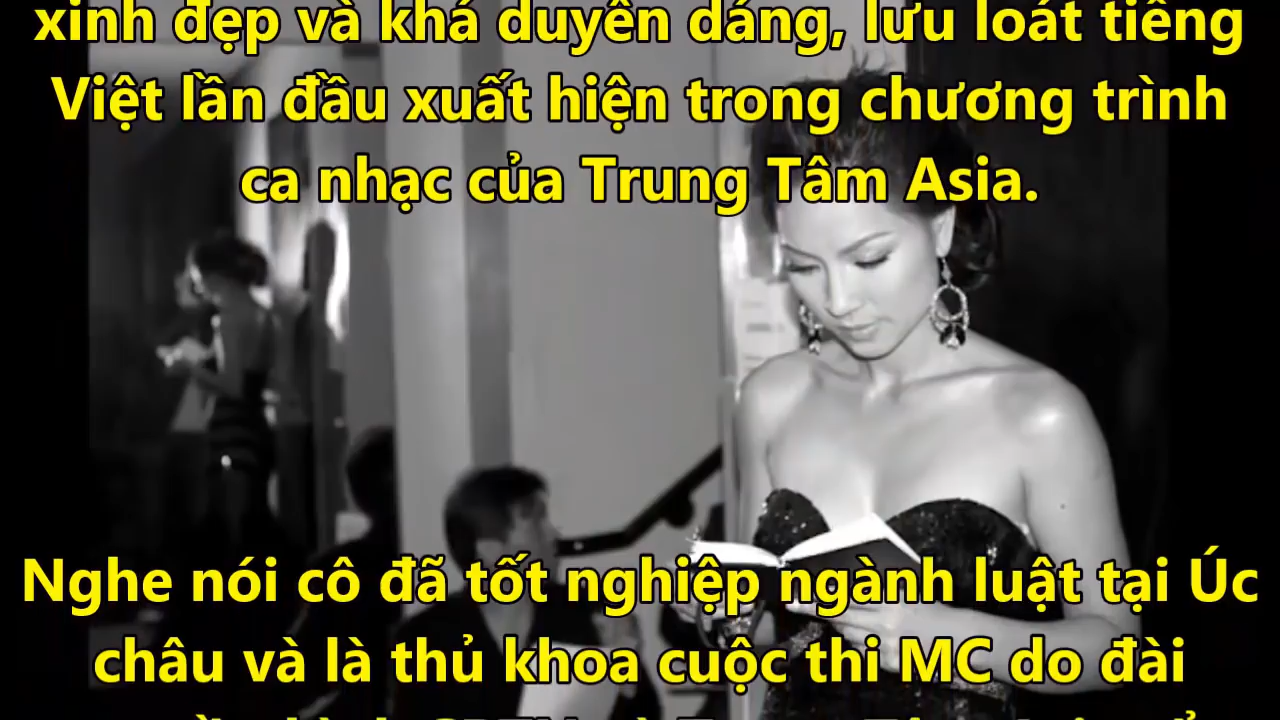 xinh đẹp và khá duyên dáng, lưu loát tiếng
Việt lần đầu xuất hiện trong chương trình
ca nhạc của Trung Tâm Asia.
Nghe nói cô đã tốt nghiệp ngành luật tại Úc
châu và là thủ khoa cuộc thi MC do đài